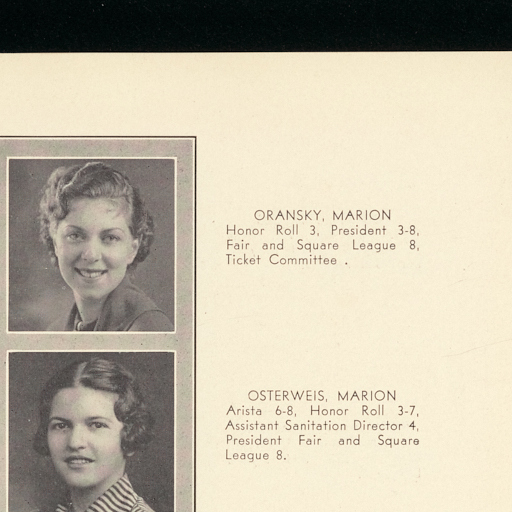 ORANSKY, MARION
Honor Roll 3, President 3-8,
Fair and Square League 8,
Ticket Committee .
OSTERWEIS, MARION
Arista 6-8, Honor Roll 3-7,
Assistant Sanitation Director 4,
President Fair and Square
League 8.